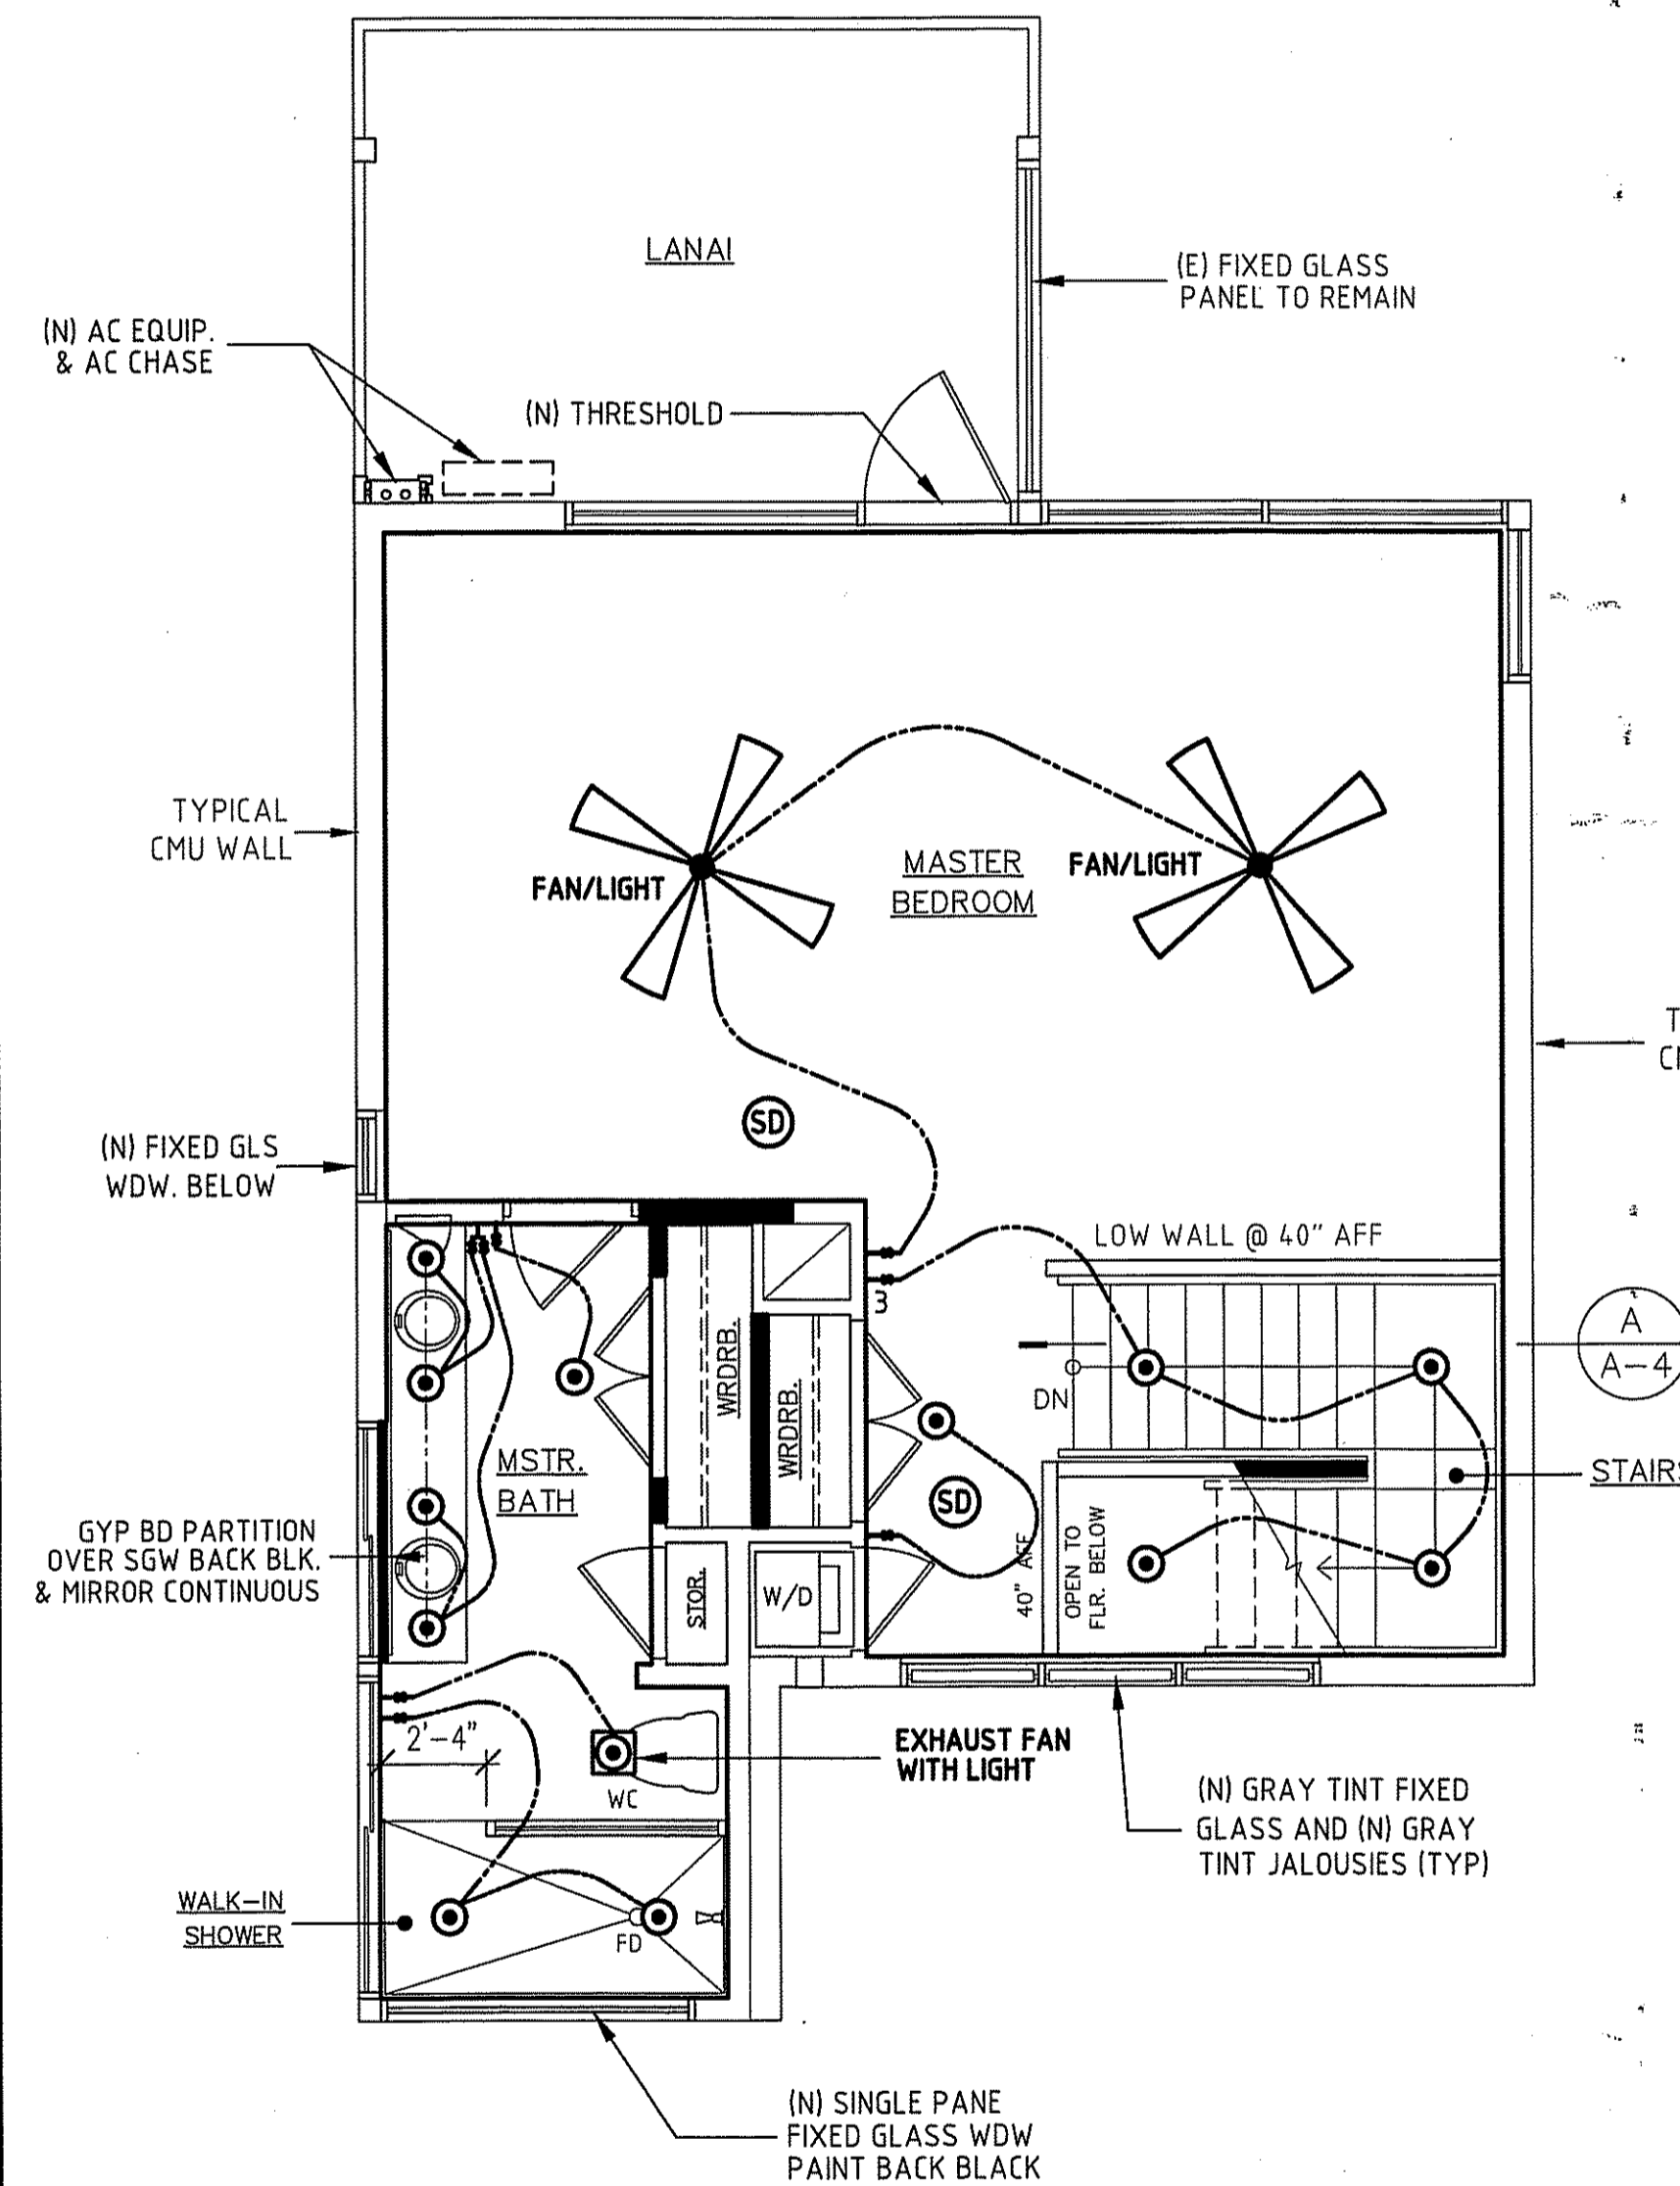 LANAI
(E) FIXED GLASS
PANEL TO REMAIN
(N) AC EQUIP.
& AC CHASE
(N) THRESHOLD
TYPICAL
CMU WALL
FAN/LIGHT
MASTER
BEDROOM
FAN/LIGHT
SD
(N) FIXED GLS
WDW. BELOW
LOW WALL @ 40" AFF
3
A
A-4
DN
WRDRB.
WRDRB.
MSTR.
BATH
SD
STAIRS
GYP BD PARTITION
OVER SGW BACK BLK.
& MIRROR CONTINUOUS
STOR.
W/D
40" AFF
OPEN TO
FLR. BELOW
2'-4"
EXHAUST FAN
WITH LIGHT
WC
(N) GRAY TINT FIXED
GLASS AND (N) GRAY
TINT JALOUSIES (TYP)
WALK-IN
SHOWER
FD
(N) SINGLE PANE
FIXED GLASS WDW
PAINT BACK BLACK